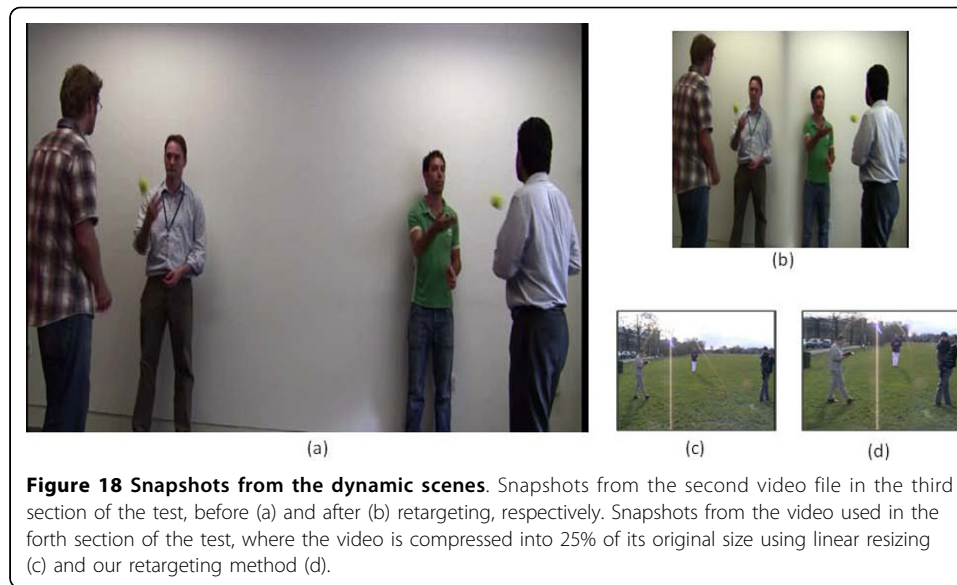 (a)
(b)
(c)
(d)
Figure 18 Snapshots from the dynamic scenes. Snapshots from the second video file in the third
section of the test, before (a) and after (b) retargeting, respectively. Snapshots from the video used in the
forth section of the test, where the video is compressed into 25% of its original size using linear resizing
(c) and our retargeting method (d).